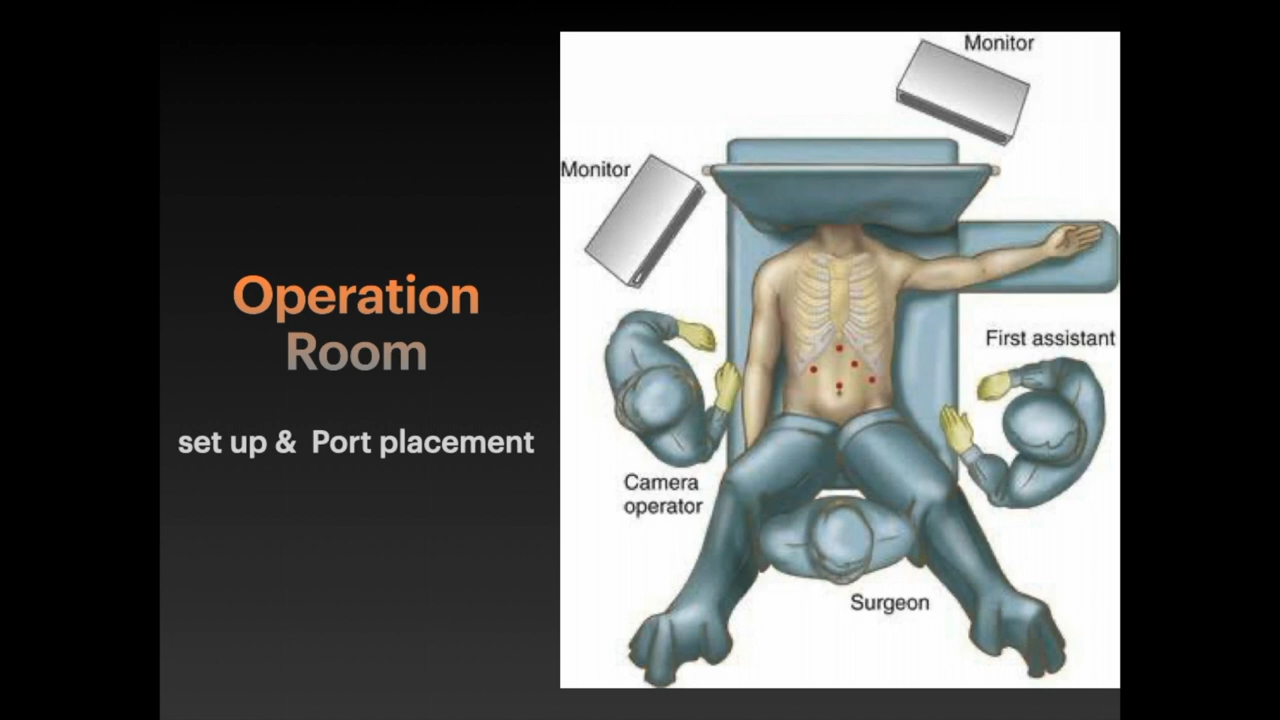 Operation
Room
set up & Port placement
Monitor
Monitor
First assistant
Camera
operator
Surgeon